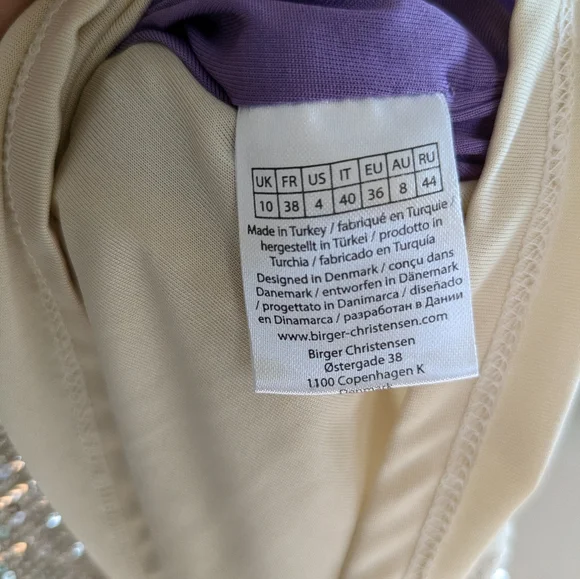 UK FR US IT EU AU RU
10 38 4 40 36 8 44
Made in Turkey / fabriqué en Turquie /
hergestellt in Türkei / prodotto in
Turchia / fabricado en Turquía
Designed in Denmark / conçu dans
Danemark / entworfen in Dänemark
/ progettato in Danimarca / diseñado
en Dinamarca / разработан в Дании
www.birger-christensen.com
Birger Christensen
Østergade 38
1100 Copenhagen K
Denmark